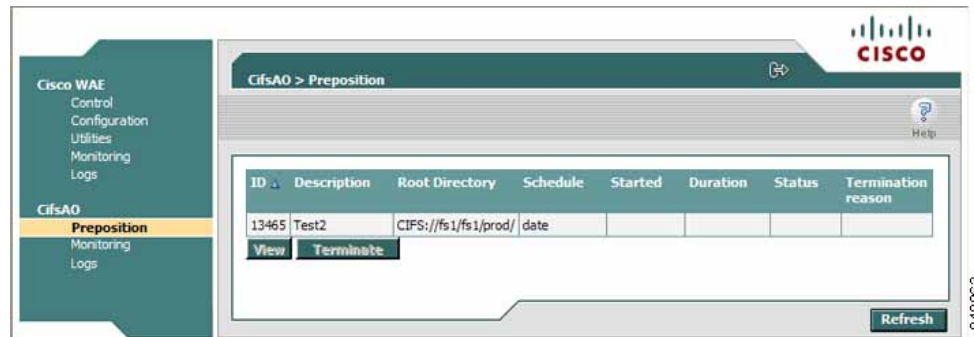 CISCO
CifsAO > Preposition
Help
Cisco WAE
Control
Configuration
Utilities
Monitoring
Logs
CifsAO
Preposition
Monitoring
Logs
ID Description Root Directory Schedule Started Duration Status Termination reason
13465 Test2 CIFS://fs1/fs1/prod/ date
View Terminate
Refresh